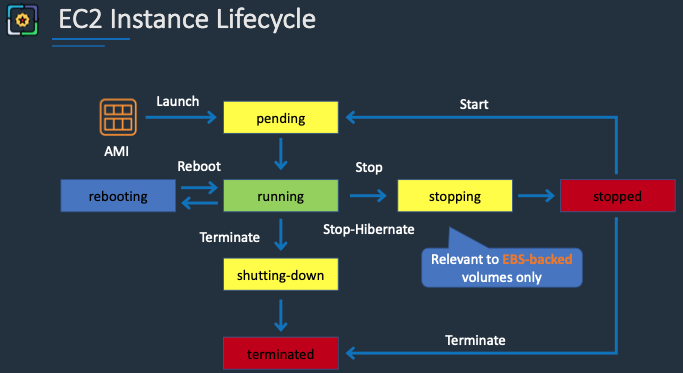 EC2 Instance Lifecycle
Launch
Start
pending
AMI
Reboot
Stop
rebooting
running
stopping
stopped
Terminate
Stop-Hibernate
Relevant to EBS-backed
volumes only
shutting-down
Terminate
terminated